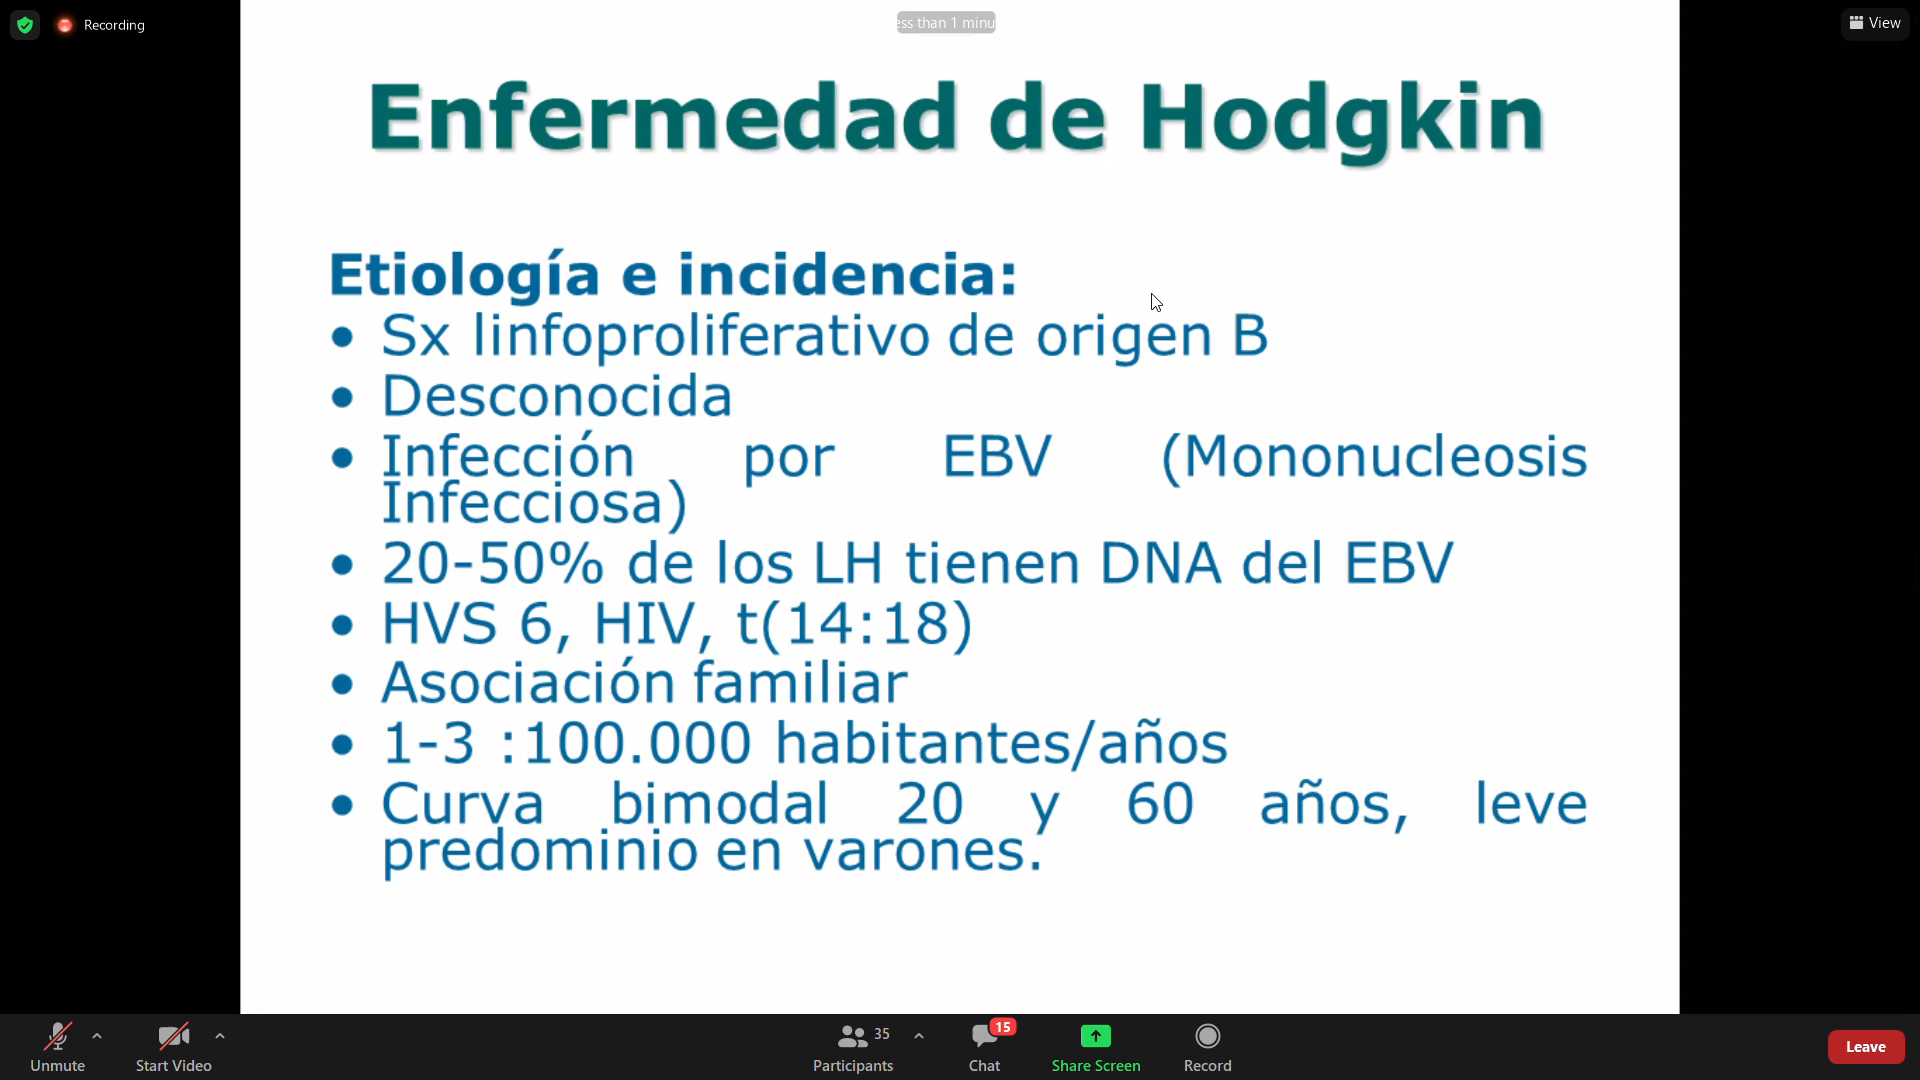 Recording
ess than 1 minu
View
Enfermedad de Hodgkin
Etiología e incidencia:
• Sx linfoproliferativo de origen B
• Desconocida
• Infección por EBV (Mononucleosis
Infecciosa)
• 20-50% de los LH tienen DNA del EBV
• HVS 6, HIV, t(14:18)
• Asociación familiar
• 1-3 :100.000 habitantes/años
• Curva bimodal 20 y 60 años, leve
predominio en varones.
35
15
Unmute
Start Video
Participants
Chat
Share Screen
Record
Leave